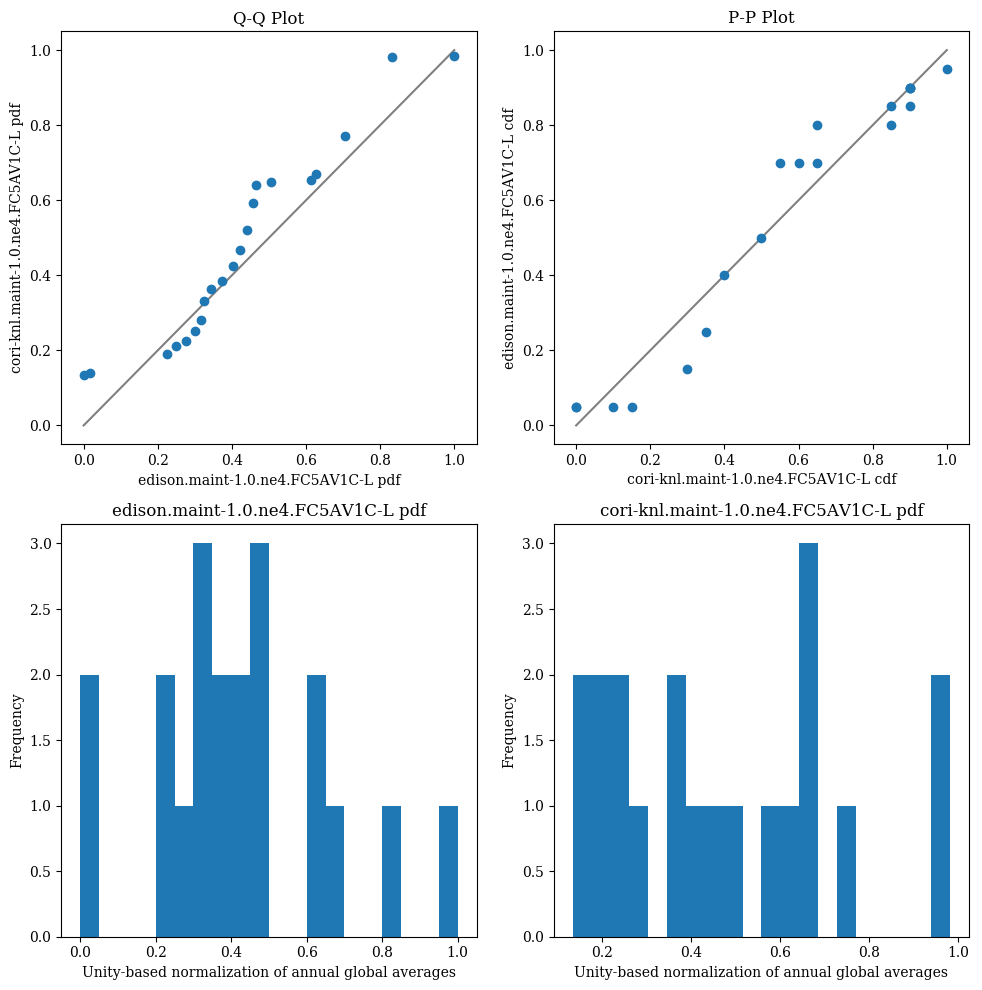 Q-Q Plot
1.0
0.8
0.6
0.4
0.2
0.0
cori-knl.maint-1.0.ne4.FC5AV1C-L pdf
0.0 0.2 0.4 0.6 0.8 1.0
edison.maint-1.0.ne4.FC5AV1C-L pdf
P-P Plot
1.0
0.8
0.6
0.4
0.2
0.0
edison.maint-1.0.ne4.FC5AV1C-L cdf
0.0 0.2 0.4 0.6 0.8 1.0
cori-knl.maint-1.0.ne4.FC5AV1C-L cdf
edison.maint-1.0.ne4.FC5AV1C-L pdf
3.0
2.5
2.0
1.5
1.0
0.5
0.0
Frequency
0.0 0.2 0.4 0.6 0.8 1.0
Unity-based normalization of annual global averages
cori-knl.maint-1.0.ne4.FC5AV1C-L pdf
3.0
2.5
2.0
1.5
1.0
0.5
0.0
Frequency
0.2 0.4 0.6 0.8 1.0
Unity-based normalization of annual global averages